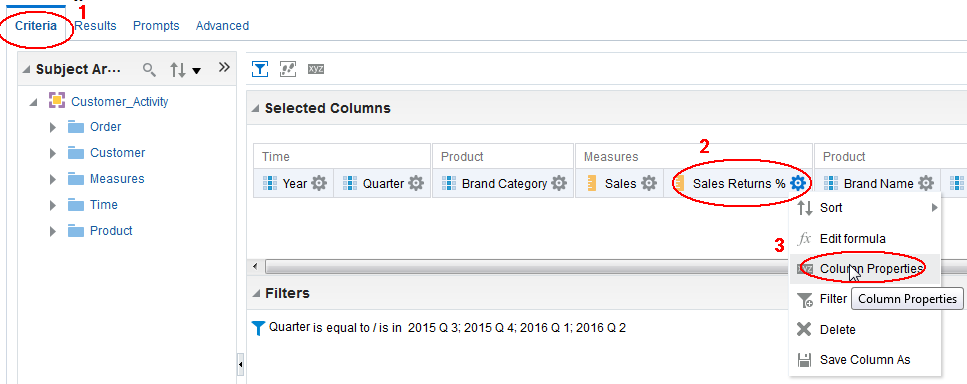 1
Criteria Results Prompts Advanced
Subject Ar...
xyz
Customer_Activity
Order
Customer
Measures
Time
Product
Selected Columns
2
Time Product Measures Product
Year Quarter Brand Category Sales Sales Returns % Brand Name
3
Sort
fx Edit formula
xyz Column Properties
Filter
Column Properties
Delete
Save Column As
Filters
Quarter is equal to / is in 2015 Q 3; 2015 Q 4; 2016 Q 1; 2016 Q 2